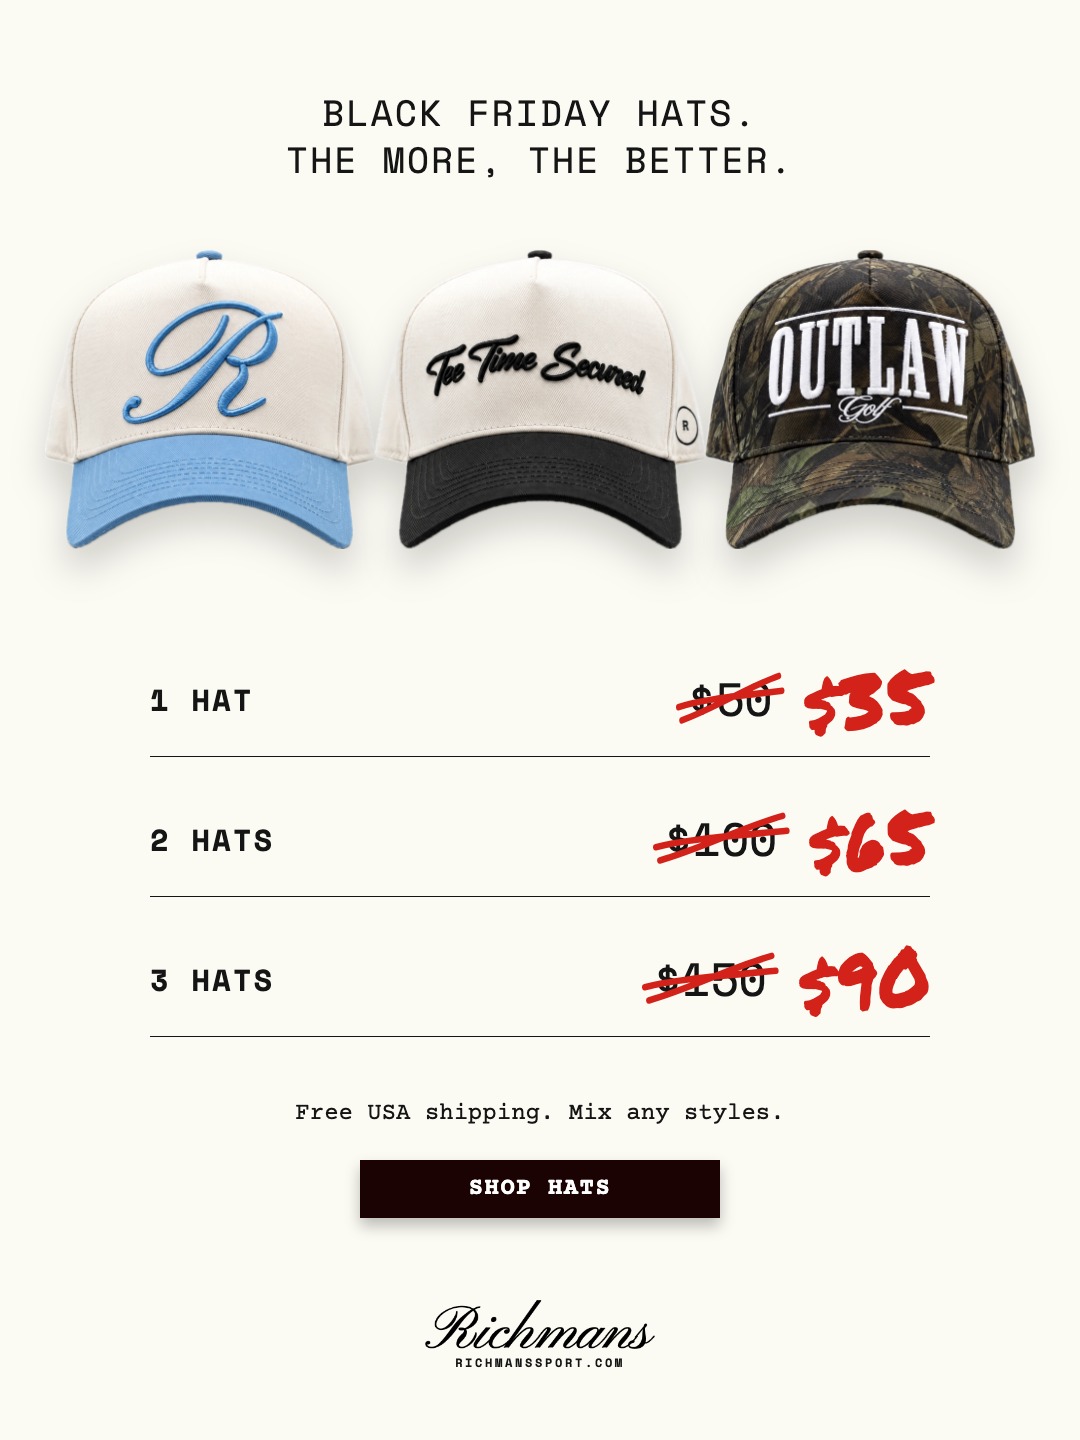 BLACK FRIDAY HATS.
THE MORE, THE BETTER.
R
Tee Time Secured
R
OUTLAW
Golf
1 HAT $50 $35
2 HATS $100 $65
3 HATS $150 $90
Free USA shipping. Mix any styles.
SHOP HATS
Richmans
RICHMANSSPORT.COM